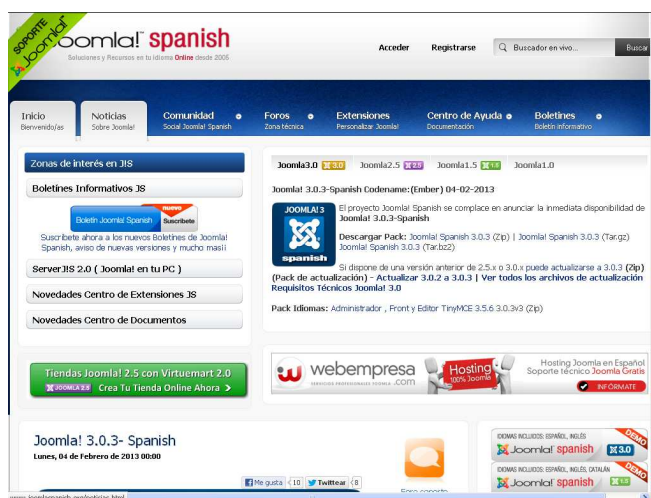 SOPORTE
Joomla!
Joomla! spanish
Soluciones y Recursos en tu idioma Online desde 2005
Acceder
Registrarse
Buscador en vivo...
Buscar
Inicio
Bienvenido/as
Noticias
Sobre Joomla!
Comunidad
Social Joomla! Spanish
Foros
Zona técnica
Extensiones
Personalizar Joomla!
Centro de Ayuda
Documentación
Boletines
Boletín informativo
Zonas de interés en J!S
Boletines Informativos JS
nuevo
Boletín Joomla! Spanish
Suscríbete
Suscríbete ahora a los nuevos Boletines de Joomla!
Spanish, aviso de nuevas versiones y mucho más¡¡
ServerJ!S 2.0 ( Joomla! en tu PC )
Novedades Centro de Extensiones JS
Novedades Centro de Documentos
Joomla3.0 3.0
Joomla2.5 2.5
Joomla1.5 1.5
Joomla1.0
Joomla! 3.0.3-Spanish Codename:(Ember) 04-02-2013
JOOMLA! 3
spanish
El proyecto Joomla! Spanish se complace en anunciar la inmediata disponibilidad de
Joomla! 3.0.3-Spanish
Descargar Pack: Joomla! Spanish 3.0.3 (Zip) | Joomla! Spanish 3.0.3 (Tar.gz)
Joomla! Spanish 3.0.3 (Tar.bz2)
Si dispone de una versión anterior de 2.5.x o 3.0.x puede actualizarse a 3.0.3 (Zip)
(Pack de actualización) - Actualizar 3.0.2 a 3.0.3 | Ver todos los archivos de actualización
Requisitos Técnicos Joomla! 3.0
Pack Idiomas: Administrador , Front y Editor TinyMCE 3.5.6 3.0.3v3 (Zip)
Tiendas Joomla! 2.5 con Virtuemart 2.0
JOOMLA 2.5 Crea Tu Tienda Online Ahora >
webempresa
SERVICIOS PROFESIONALES JOOMLA .COM
Hosting
100% Joomla
Hosting Joomla en Español
Soporte técnico Joomla Gratis
INFÓRMATE
Joomla! 3.0.3- Spanish
Lunes, 04 de Febrero de 2013 00:00
Me gusta 10
Twittear 8
Foro soporte
IDIOMAS INCLUIDOS: ESPAÑOL, INGLÉS
DEMO
Joomla! spanish 3.0
IDIOMAS INCLUIDOS: ESPAÑOL, INGLÉS, CATALÁN
DEMO
Joomla! spanish 1.5
www.joomlaspanish.org/noticias.html